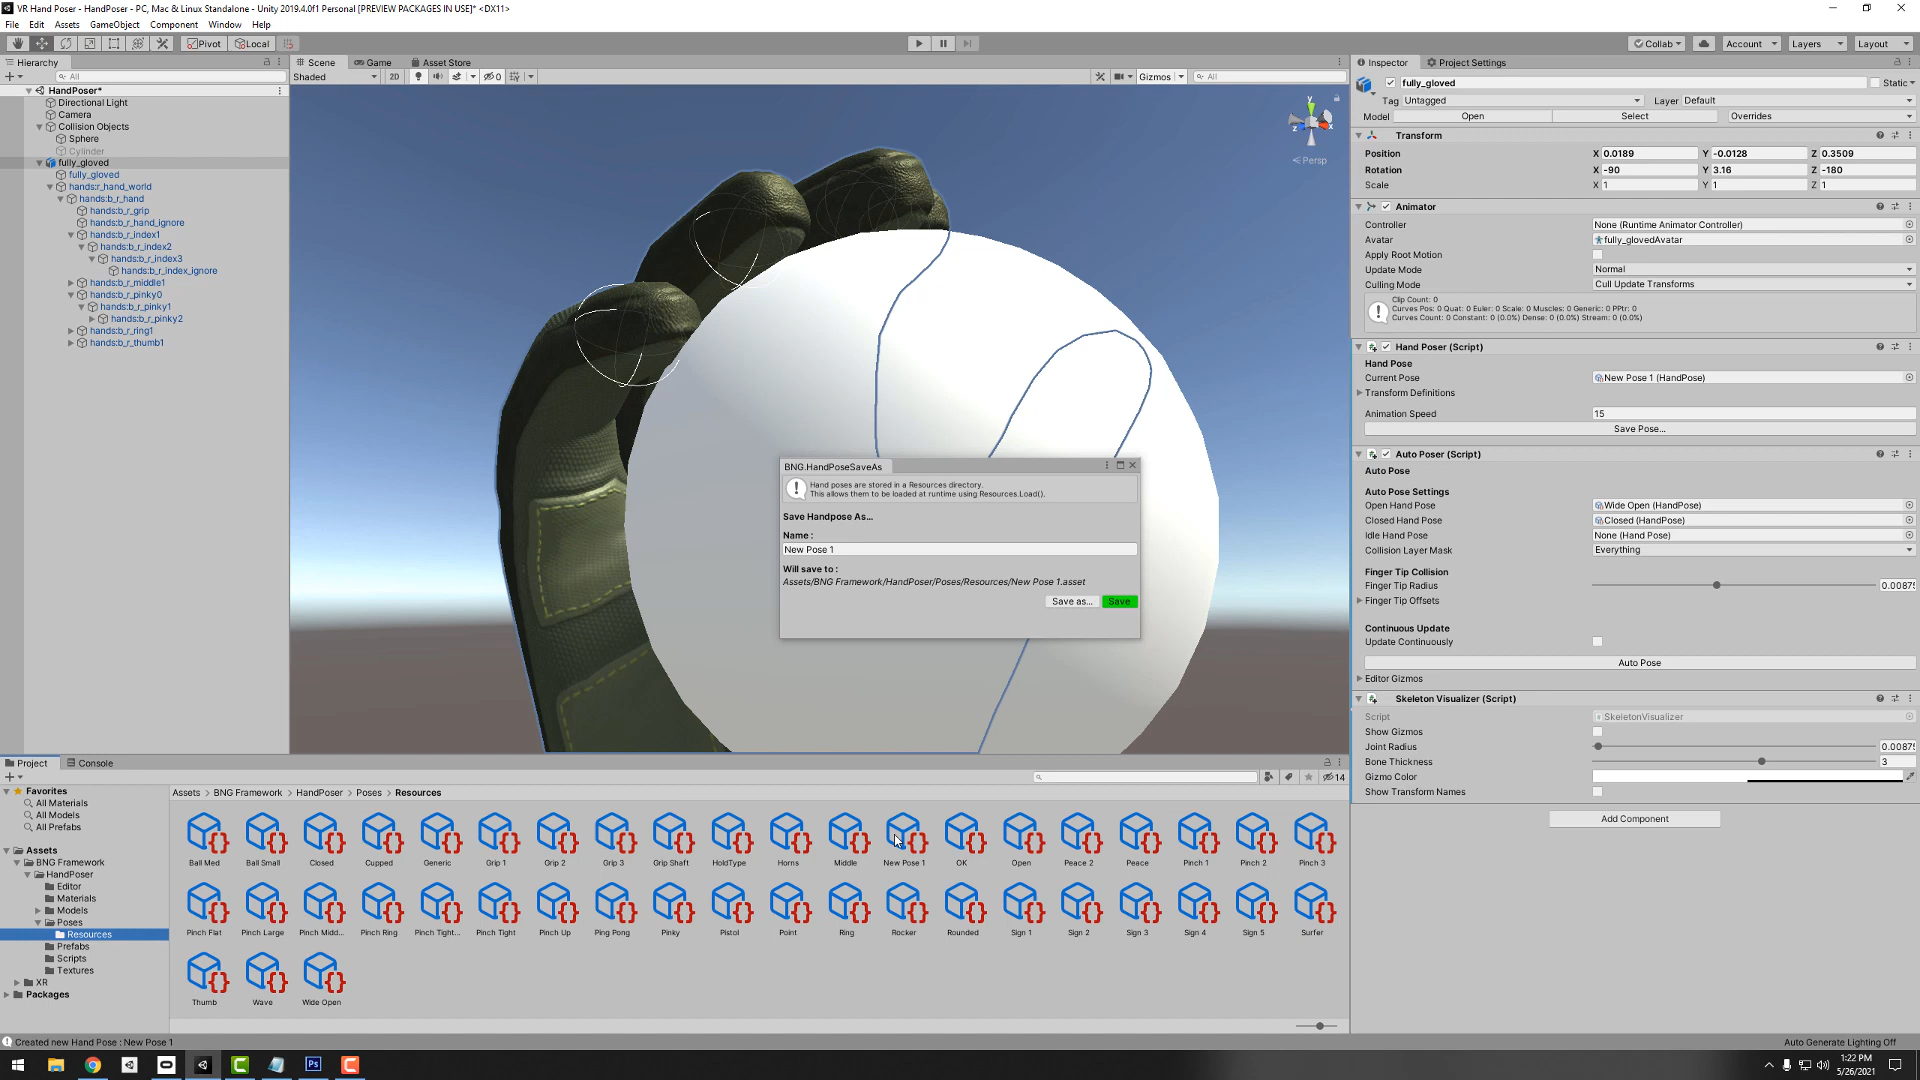 VR Hand Poser - HandPoser - PC, Mac & Linux Standalone - Unity 2019.4.0f1 Personal [PREVIEW PACKAGES IN USE]* <DX11>
File Edit Assets GameObject Component Window Help
Pivot Local Collab Account Layers Layout
Hierarchy
All
HandPoser*
Directional Light
Camera
Collision Objects
Sphere
Cylinder
fully_gloved
fully_gloved
hands:r_hand_world
hands:b_r_hand
hands:b_r_grip
hands:b_r_hand_ignore
hands:b_r_index1
hands:b_r_index2
hands:b_r_index3
hands:b_r_index_ignore
hands:b_r_middle1
hands:b_r_pinky0
hands:b_r_pinky1
hands:b_r_pinky2
hands:b_r_ring1
hands:b_r_thumb1
Scene Game Asset Store
Shaded 2D 0 Gizmos All
y
x
z
Persp
BNG.HandPoseSaveAs
Hand poses are stored in a Resources directory.
This allows them to be loaded at runtime using Resources.Load().
Save Handpose As...
Name :
New Pose 1
Will save to :
Assets/BNG Framework/HandPoser/Poses/Resources/New Pose 1.asset
Save as... Save
Inspector Project Settings
fully_gloved Static
Tag Untagged Layer Default
Model Open Select Overrides
Transform
Position X 0.0189 Y -0.0128 Z 0.3509
Rotation X -90 Y 3.16 Z -180
Scale X 1 Y 1 Z 1
Animator
Controller None (Runtime Animator Controller)
Avatar fully_glovedAvatar
Apply Root Motion
Update Mode Normal
Culling Mode Cull Update Transforms
Clip Count: 0
Curves Pos: 0 Quat: 0 Euler: 0 Scale: 0 Muscles: 0 Generic: 0 PPtr: 0
Curves Count: 0 Constant: 0 (0.0%) Dense: 0 (0.0%) Stream: 0 (0.0%)
Hand Poser (Script)
Hand Pose
Current Pose New Pose 1 (HandPose)
Transform Definitions
Animation Speed 15
Save Pose...
Auto Poser (Script)
Auto Pose
Auto Pose Settings
Open Hand Pose Wide Open (HandPose)
Closed Hand Pose Closed (HandPose)
Idle Hand Pose None (Hand Pose)
Collision Layer Mask Everything
Finger Tip Collision
Finger Tip Radius 0.0087
Finger Tip Offsets
Continuous Update
Update Continuously
Auto Pose
Editor Gizmos
Skeleton Visualizer (Script)
Script SkeletonVisualizer
Show Gizmos
Joint Radius 0.0087
Bone Thickness 3
Gizmo Color
Show Transform Names
Add Component
Project Console
14
Favorites
All Materials
All Models
All Prefabs
Assets
BNG Framework
HandPoser
Editor
Materials
Models
Poses
Resources
Prefabs
Scripts
Textures
XR
Packages
Assets > BNG Framework > HandPoser > Poses > Resources
Ball Med Ball Small Closed Cupped Generic Grip 1 Grip 2 Grip 3 Grip Shaft HoldType Horns Middle New Pose 1 OK Open Peace 2 Peace Pinch 1 Pinch 2 Pinch 3
Pinch Flat Pinch Large Pinch Midd... Pinch Ring Pinch Tight... Pinch Tight Pinch Up Ping Pong Pinky Pistol Point Ring Rocker Rounded Sign 1 Sign 2 Sign 3 Sign 4 Sign 5 Surfer
Thumb Wave Wide Open
Created new Hand Pose : New Pose 1
Auto Generate Lighting Off
Ps
1:22 PM
5/26/2021